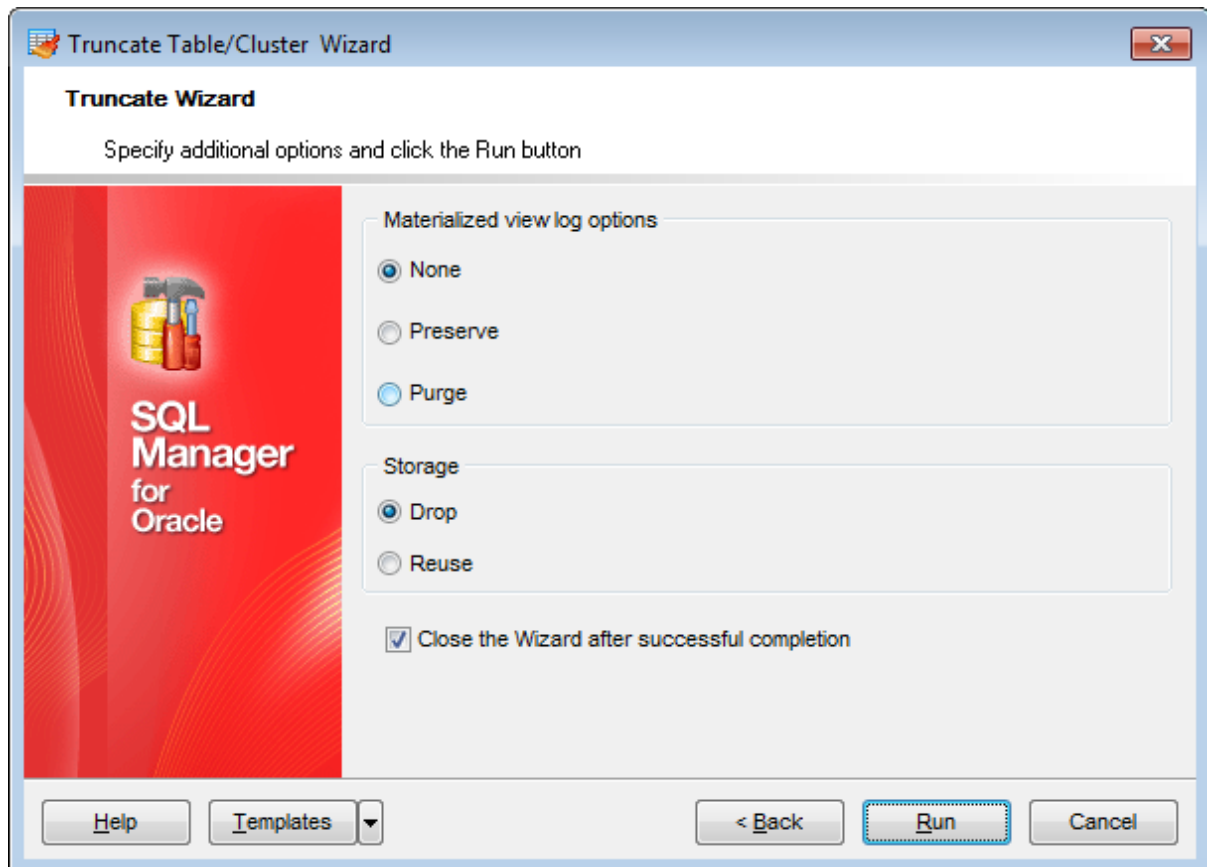 Truncate Table/Cluster Wizard
Truncate Wizard
Specify additional options and click the Run button
Materialized view log options
None
Preserve
Purge
SQL
Manager
for
Oracle
Storage
Drop
Reuse
Close the Wizard after successful completion
Help
Templates
< Back
Run
Cancel